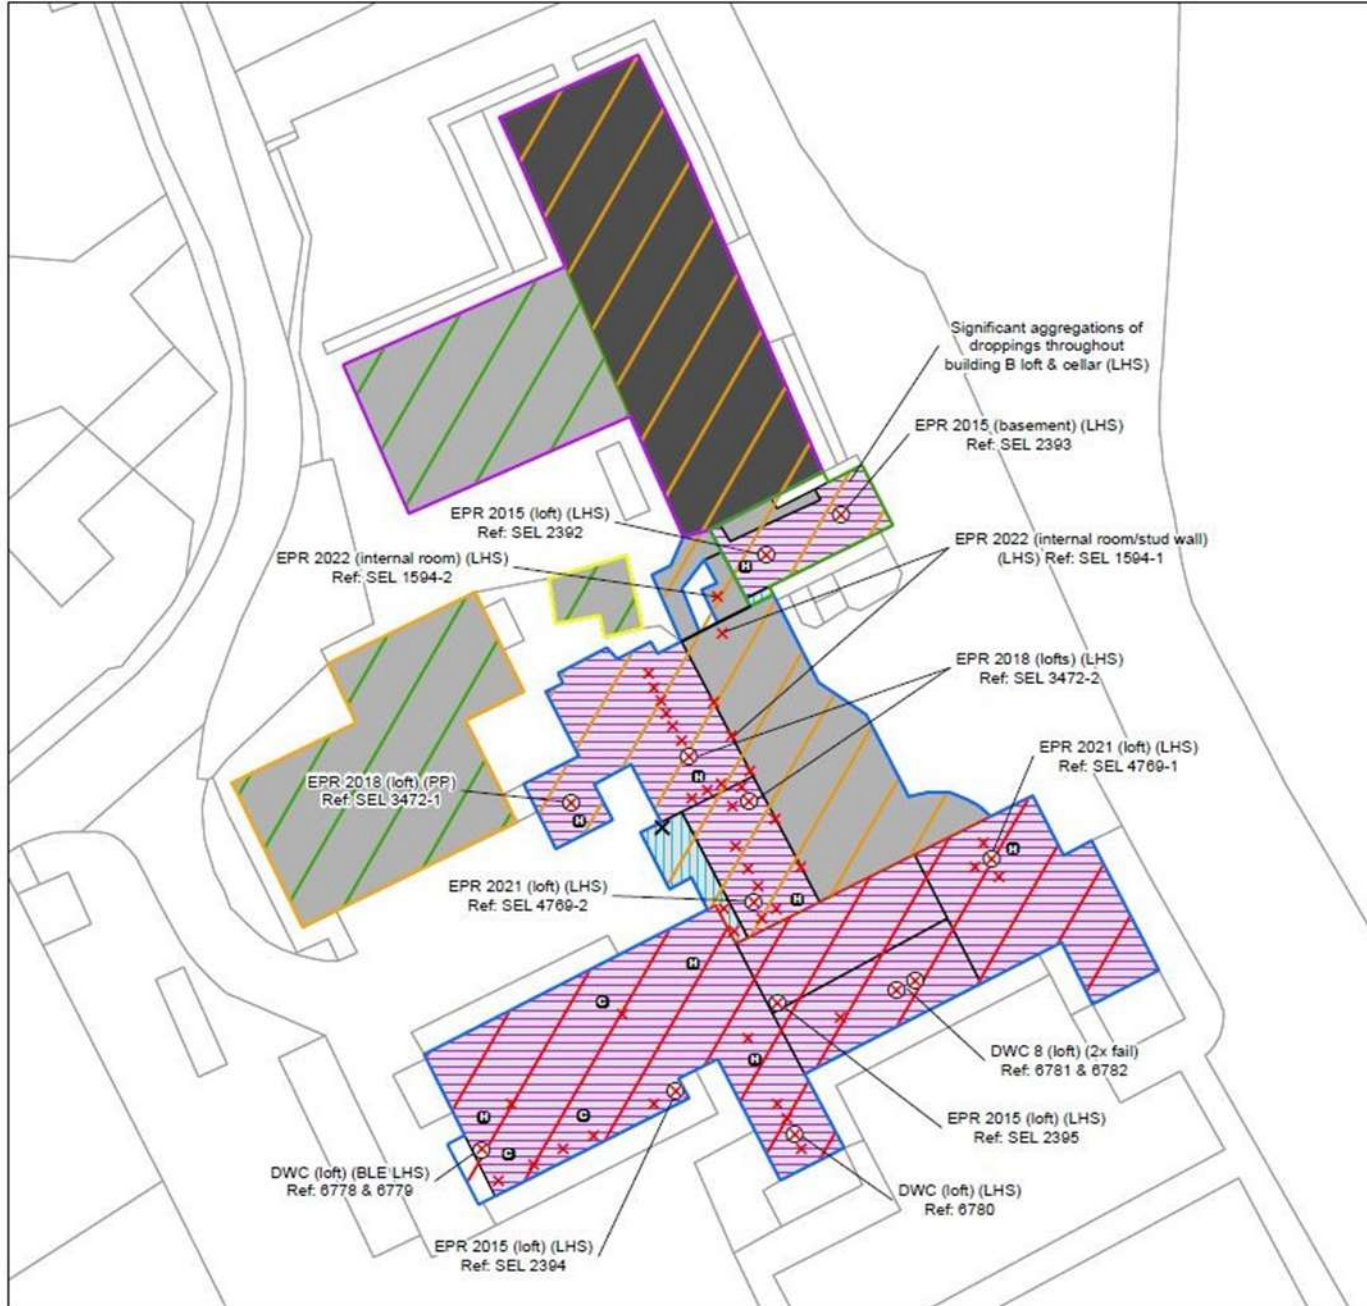 Significant aggregations of
droppings throughout
building B loft & cellar (LHS)
EPR 2015 (basement) (LHS)
Ref: SEL 2393
EPR 2015 (loft) (LHS)
Ref: SEL 2392
EPR 2022 (internal room/stud wall)
(LHS) Ref: SEL 1594-1
EPR 2022 (internal room) (LHS)
Ref: SEL 1594-2
H
EPR 2018 (lofts) (LHS)
Ref: SEL 3472-2
EPR 2021 (loft) (LHS)
Ref: SEL 4769-1
EPR 2018 (loft) (PP)
Ref: SEL 3472-1
H
H
H
EPR 2021 (loft) (LHS)
Ref: SEL 4769-2
H
H
C
DWC 8 (loft) (2x fail)
Ref: 6781 & 6782
H
H
C
C
EPR 2015 (loft) (LHS)
Ref: SEL 2395
DWC (loft) (BLE LHS)
Ref: 6778 & 6779
DWC (loft) (LHS)
Ref: 6780
EPR 2015 (loft) (LHS)
Ref: SEL 2394